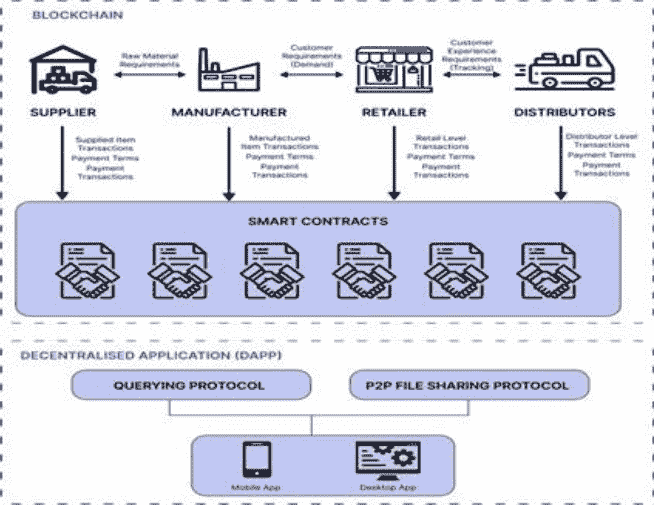 BLOCKCHAIN
Raw Material
Requirements
Customer
Requirements
(Demand)
Customer
Experience
Requirements
(Tracking)
SUPPLIER
MANUFACTURER
RETAILER
DISTRIBUTORS
Supplied Item
Transactions
Payment Terms
Payment
Transactions
Manufactured
Item Transactions
Payment Terms
Payment
Transactions
Retail Level
Transactions
Payment Terms
Payment
Transactions
Distributor Level
Transactions
Payment Terms
Payment
Transactions
SMART CONTRACTS
DECENTRALISED APPLICATION (DAPP)
QUERYING PROTOCOL
P2P FILE SHARING PROTOCOL
Mobile App
Desktop App